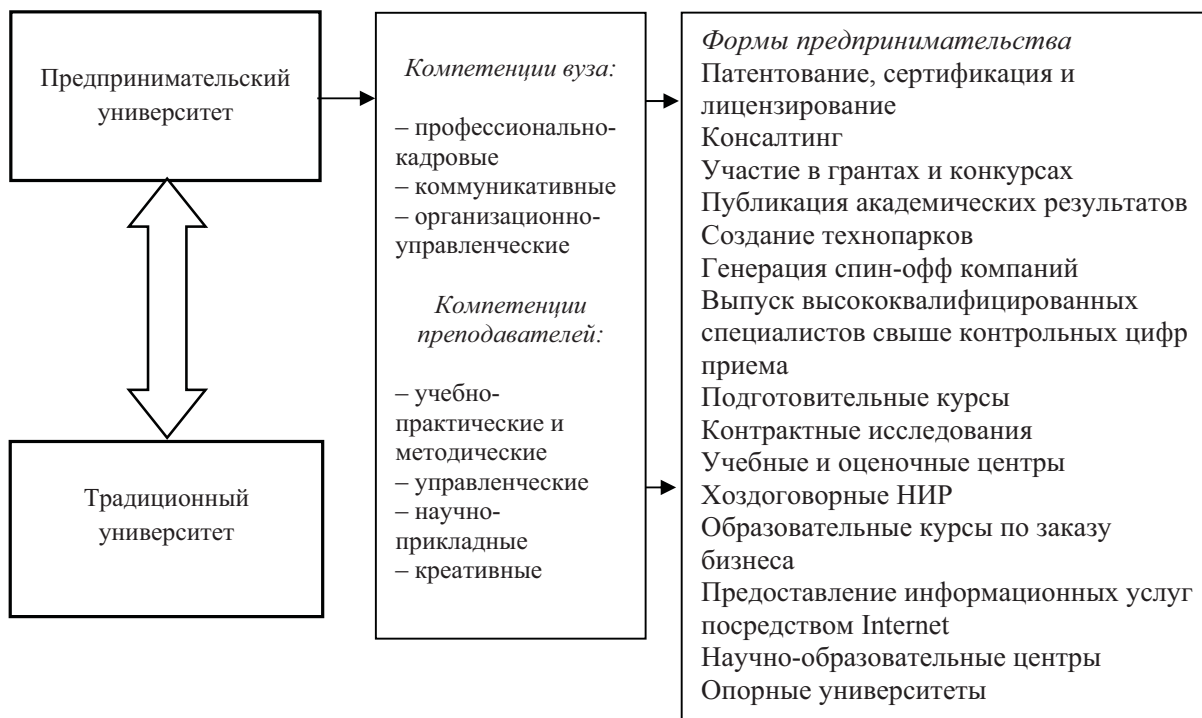 Предпринимательский
университет
Традиционный
университет
Компетенции вуза:
– профессионально-
кадровые
– коммуникативные
– организационно-
управленческие
Компетенции
преподавателей:
– учебно-
практические и
методические
– управленческие
– научно-
прикладные
– креативные
Формы предпринимательства
Патентование, сертификация и
лицензирование
Консалтинг
Участие в грантах и конкурсах
Публикация академических результатов
Создание технопарков
Генерация спин-офф компаний
Выпуск высококвалифицированных
специалистов свыше контрольных цифр
приема
Подготовительные курсы
Контрактные исследования
Учебные и оценочные центры
Хоздоговорные НИР
Образовательные курсы по заказу
бизнеса
Предоставление информационных услуг
посредством Internet
Научно-образовательные центры
Опорные университеты